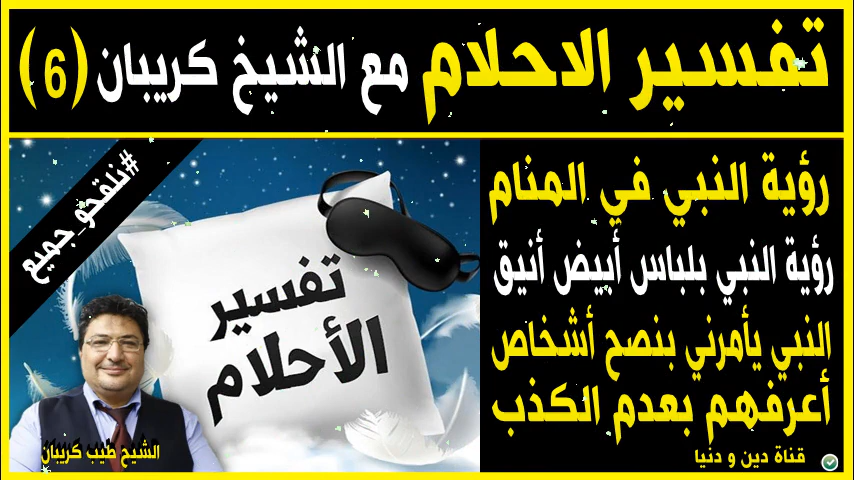 تفسير الاحلام مع الشيخ كريبان (6)
#نلقحو_جميع
رؤية النبي في المنام
رؤية النبي بلباس أبيض أنيق
النبي يأمرني بنصح أشخاص
أعرفهم بعدم الكذب
تفسير
الأحلام
الشيخ طيب كريبان
قناة دين و دنيا